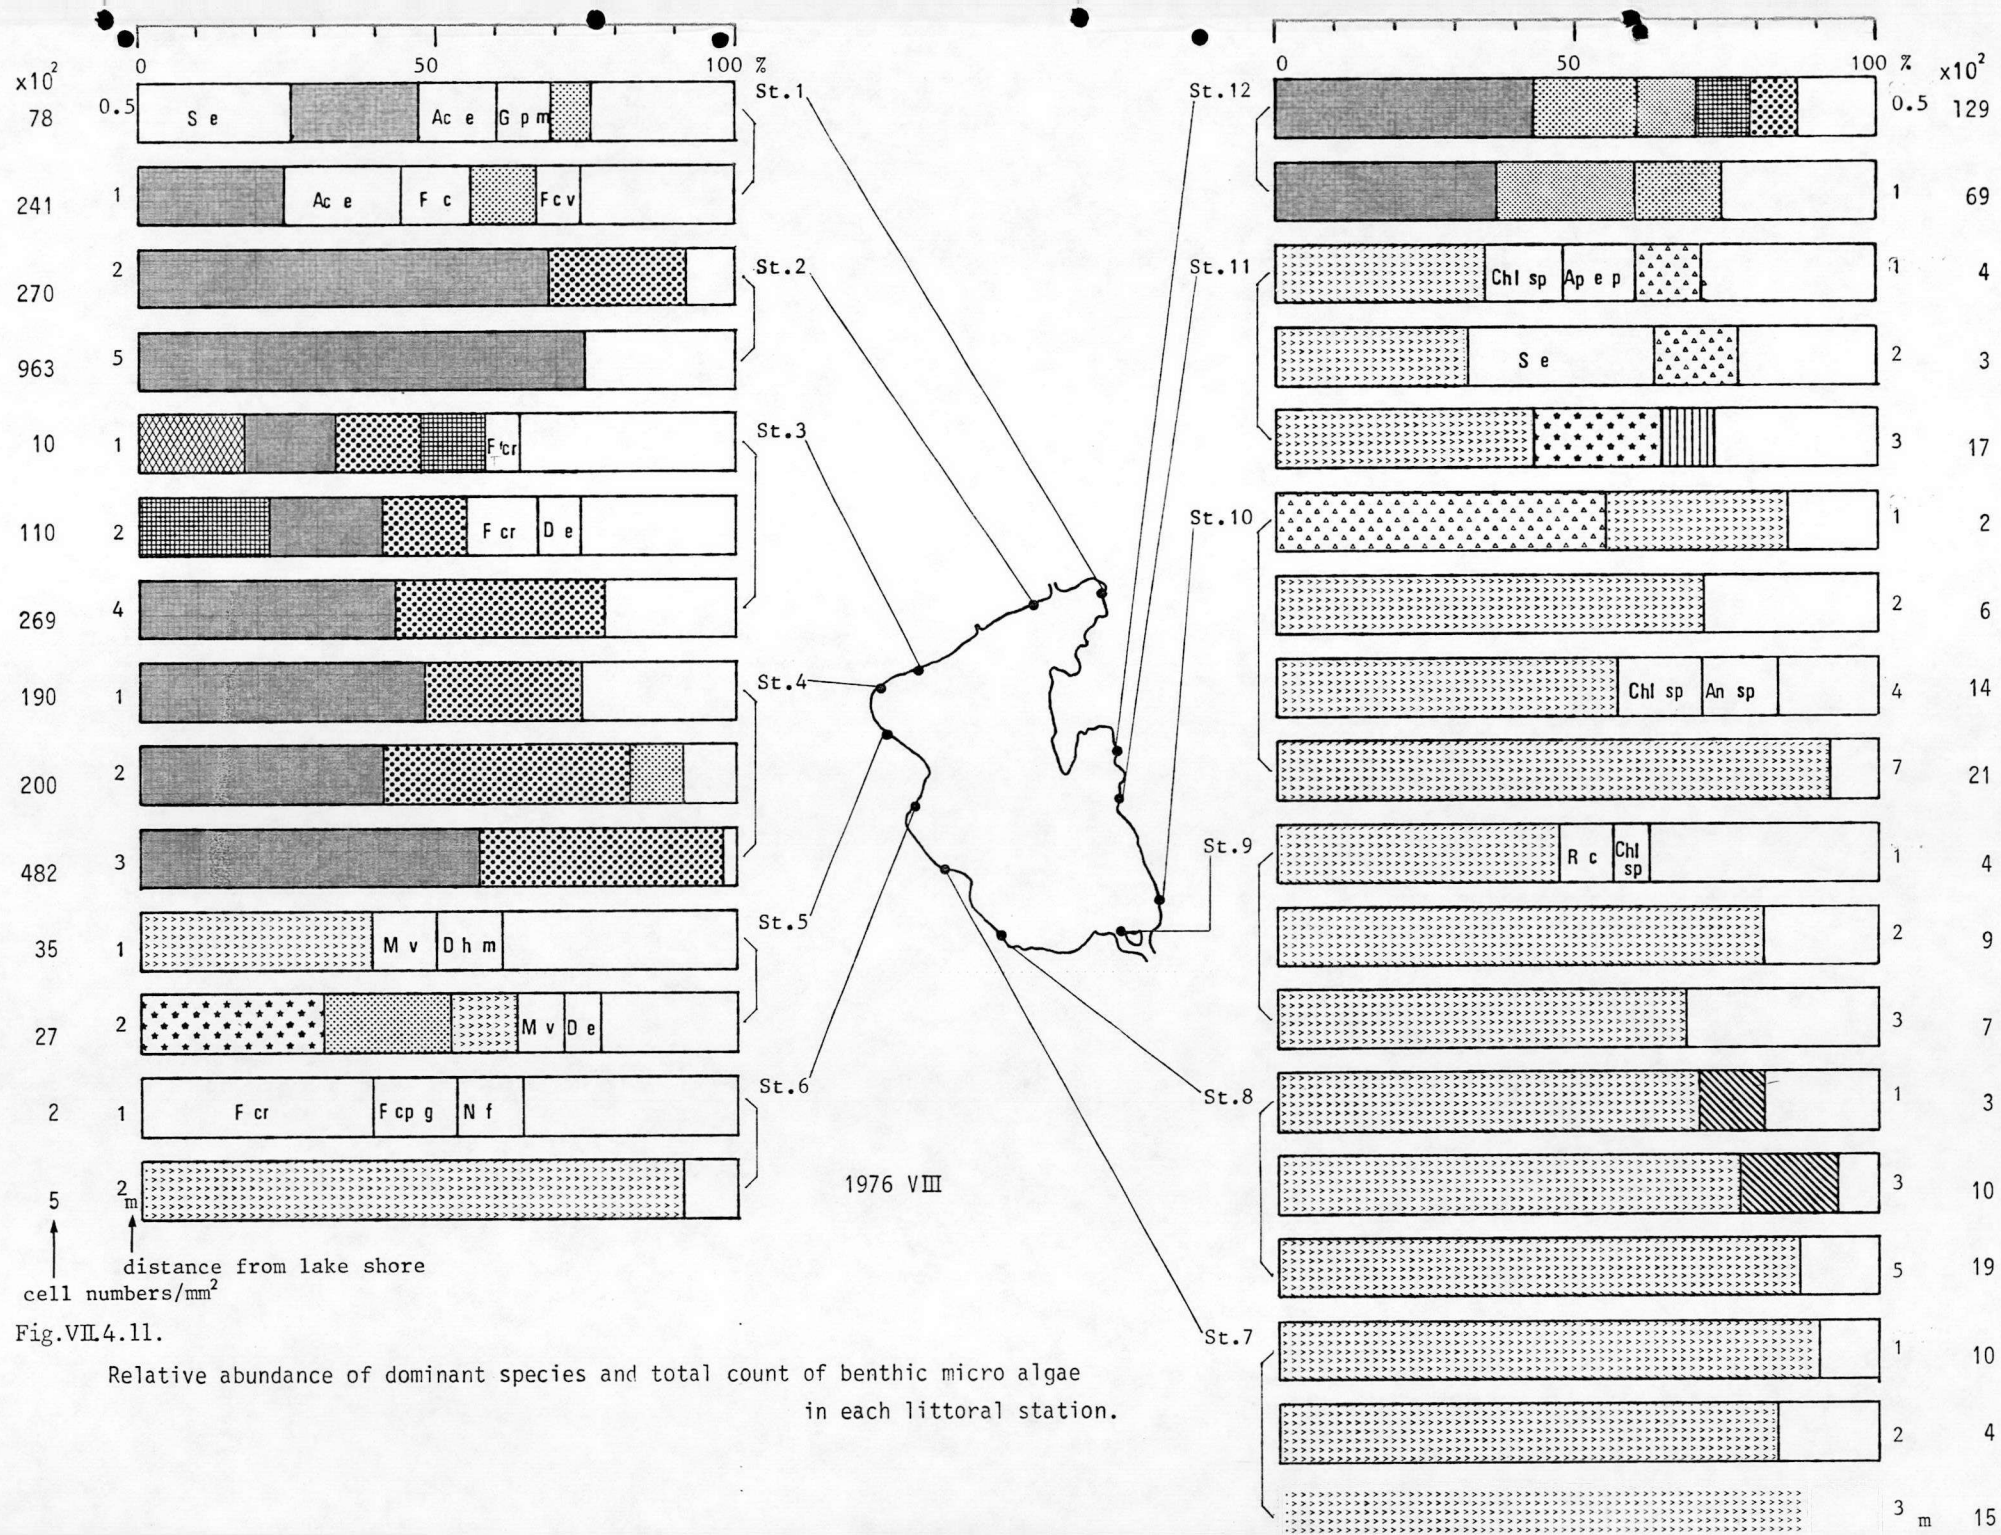 0 50 100 %
x10²
78 0.5 S e Ac e G p m St.1
241 1 Ac e F c F c v
270 2 St.2
963 5
10 1 F cr St.3
110 2 F cr D e
269 4
190 1 St.4
200 2
482 3
35 1 M v D h m St.5
27 2 M v D e
2 1 F cr F cp g N f St.6
5 2 m
distance from lake shore
cell numbers/mm²
1976 VIII
0 50 100 % x10²
St.12 0.5 129
1 69
St.11 Chl sp Ap e p 1 4
S e 2 3
3 17
St.10 1 2
2 6
Chl sp An sp 4 14
7 21
St.9 R c Chl sp 1 4
2 9
3 7
St.8 1 3
3 10
5 19
St.7 1 10
2 4
3 m 15
Fig.VII.4.11.
Relative abundance of dominant species and total count of benthic micro algae
in each littoral station.